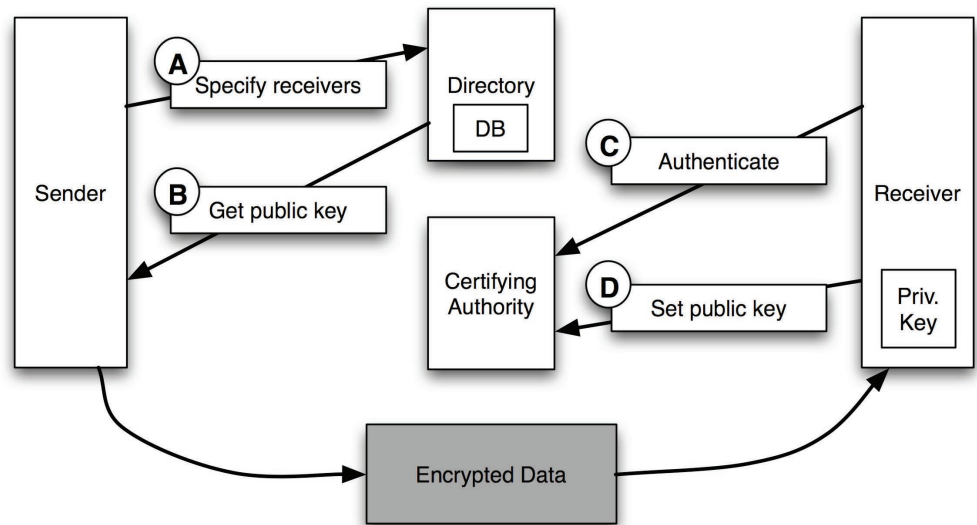 A
Specify receivers
Directory
DB
Sender
B
Get public key
C
Authenticate
Receiver
Certifying
Authority
D
Set public key
Priv.
Key
Encrypted Data